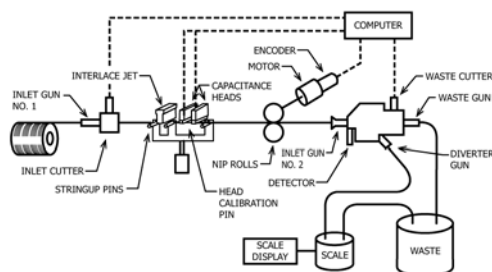 COMPUTER
ENCODER
MOTOR
INTERLACE JET
CAPACITANCE
HEADS
WASTE CUTTER
WASTE GUN
INLET GUN
NO. 1
INLET CUTTER
STRINGUP PINS
HEAD
CALIBRATION
PIN
NIP ROLLS
INLET GUN
NO. 2
DETECTOR
DIVERTER
GUN
SCALE
DISPLAY
SCALE
WASTE